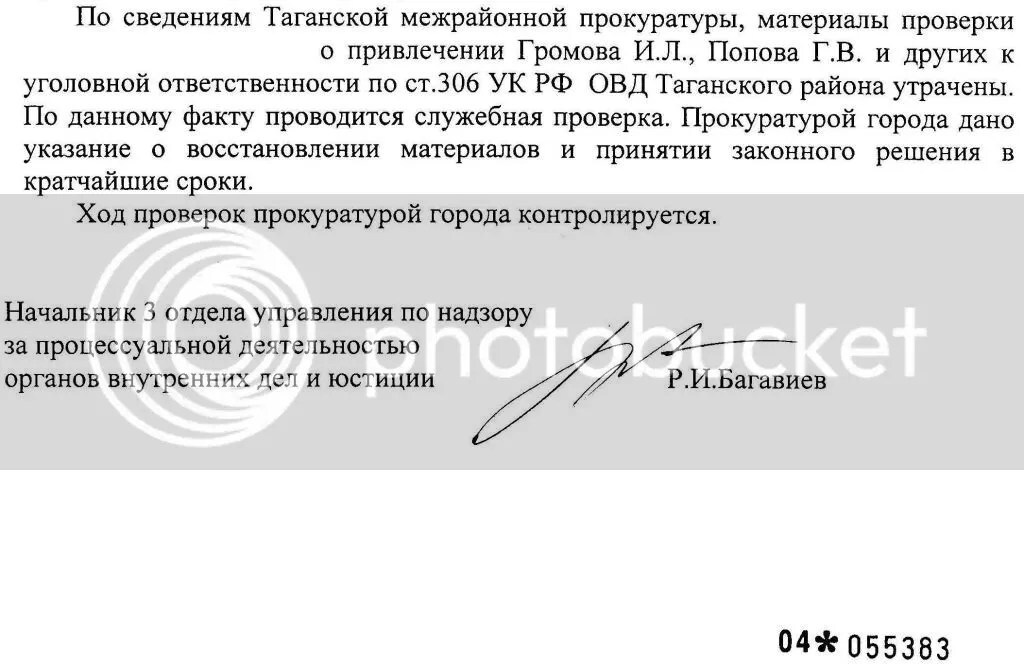 По сведениям Таганской межрайонной прокуратуры, материалы проверки
о привлечении Громова И.Л., Попова Г.В. и других к
уголовной ответственности по ст.306 УК РФ ОВД Таганского района утрачены.
По данному факту проводится служебная проверка. Прокуратурой города дано
указание о восстановлении материалов и принятии законного решения в
кратчайшие сроки.
Ход проверок прокуратурой города контролируется.
Начальник 3 отдела управления по надзору
за процессуальной деятельностью
органов внутренних дел и юстиции
Р.И.Багавиев
photobucket
04*055383